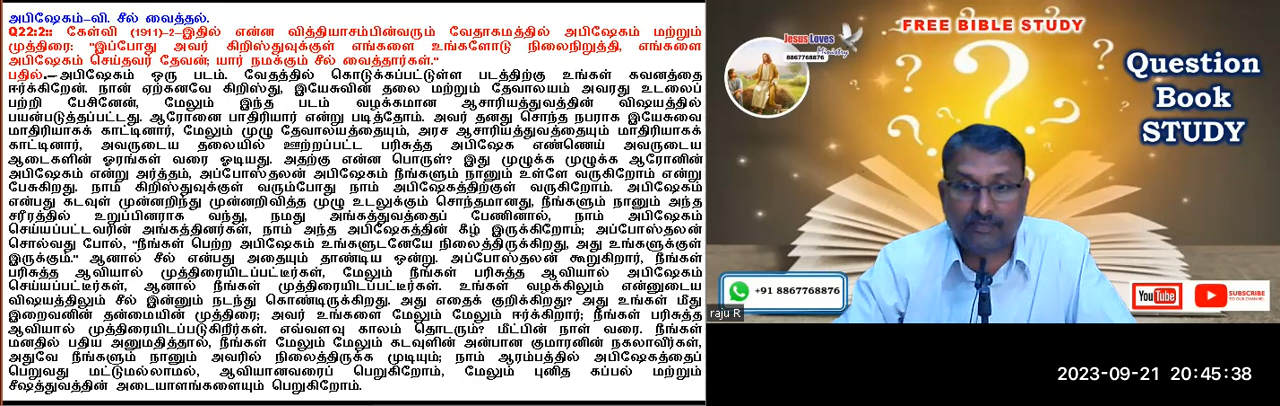 அபிஷேகம்–வி. சீல் வைத்தல்.
Q22:2:: கேள்வி (1911)–2–இதில் என்ன வித்தியாசம்பின்வரும் வேதாகமத்தில் அபிஷேகம் மற்றும்
முத்திரை: "இப்போது அவர் கிறிஸ்துவுக்குள் எங்களை உங்களோடு நிலைநிறுத்தி, எங்களை
அபிஷேகம் செய்தவர் தேவன்; யார் நமக்கும் சீல் வைத்தார்கள்."
பதில்.—அபிஷேகம் ஒரு படம். வேதத்தில் கொடுக்கப்பட்டுள்ள படத்திற்கு உங்கள் கவனத்தை
ஈர்க்கிறேன். நான் ஏற்கனவே கிறிஸ்து, இயேசுவின் தலை மற்றும் தேவாலயம் அவரது உடலைப்
பற்றி பேசினேன், மேலும் இந்த படம் வழக்கமான ஆசாரியத்துவத்தின் விஷயத்தில்
பயன்படுத்தப்பட்டது. ஆரோனை பாதிரியார் என்று படித்தோம். அவர் தனது சொந்த நபராக இயேசுவை
மாதிரியாகக் காட்டினார், மேலும் முழு தேவாலயத்தையும், அரச ஆசாரியத்துவத்தையும் மாதிரியாகக்
காட்டினார், அவருடைய தலையில் ஊற்றப்பட்ட பரிசுத்த அபிஷேக எண்ணெய் அவருடைய
ஆடைகளின் ஓரங்கள் வரை ஓடியது. அதற்கு என்ன பொருள்? இது முழுக்க முழுக்க ஆரோனின்
அபிஷேகம் என்று அர்த்தம், அப்போஸ்தலன் அபிஷேகம் நீங்களும் நானும் உள்ளே வருகிறோம் என்று
பேசுகிறது. நாம் கிறிஸ்துவுக்குள் வரும்போது நாம் அபிஷேகத்திற்குள் வருகிறோம். அபிஷேகம்
என்பது கடவுள் முன்னறிந்து முன்னறிவித்த முழு உடலுக்கும் சொந்தமானது, நீங்களும் நானும் அந்த
சரீரத்தில் உறுப்பினராக வந்து, நமது அங்கத்துவத்தைப் பேணினால், நாம் அபிஷேகம்
செய்யப்பட்டவரின் அங்கத்தினர்கள், நாம் அந்த அபிஷேகத்தின் கீழ் இருக்கிறோம்; அப்போஸ்தலன்
சொல்வது போல், "நீங்கள் பெற்ற அபிஷேகம் உங்களுடனேயே நிலைத்திருக்கிறது, அது உங்களுக்குள்
இருக்கும்." ஆனால் சீல் என்பது அதையும் தாண்டிய ஒன்று. அப்போஸ்தலன் கூறுகிறார், நீங்கள்
பரிசுத்த ஆவியால் முத்திரையிடப்பட்டீர்கள், மேலும் நீங்கள் பரிசுத்த ஆவியால் அபிஷேகம்
செய்யப்பட்டீர்கள், ஆனால் நீங்கள் முத்திரையிடப்பட்டீர்கள். உங்கள் வழக்கிலும் என்னுடைய
விஷயத்திலும் சீல் இன்னும் நடந்து கொண்டிருக்கிறது. அது எதைக் குறிக்கிறது? அது உங்கள் மீது
இறைவனின் தன்மையின் முத்திரை; அவர் உங்களை மேலும் மேலும் ஈர்க்கிறார்; நீங்கள் பரிசுத்த
ஆவியால் முத்திரையிடப்படுகிறீர்கள். எவ்வளவு காலம் தொடரும்? மீட்பின் நாள் வரை. நீங்கள்
மனதில் பதிய அனுமதித்தால், நீங்கள் மேலும் மேலும் கடவுளின் அன்பான குமாரனின் நகலாவீர்கள்,
அதுவே நீங்களும் நானும் அவரில் நிலைத்திருக்க முடியும்; நாம் ஆரம்பத்தில் அபிஷேகத்தைப்
பெறுவது மட்டுமல்லாமல், ஆவியானவரைப் பெறுகிறோம், மேலும் புனித கப்பல் மற்றும்
சீஷத்துவத்தின் அடையாளங்களையும் பெறுகிறோம்.
FREE BIBLE STUDY
Jesus Loves
Ministry
8867768876
Question
Book
STUDY
+91 8867768876
YouTube
SUBSCRIBE
TO OUR CHANNEL
raju R
2023-09-21 20:45:38